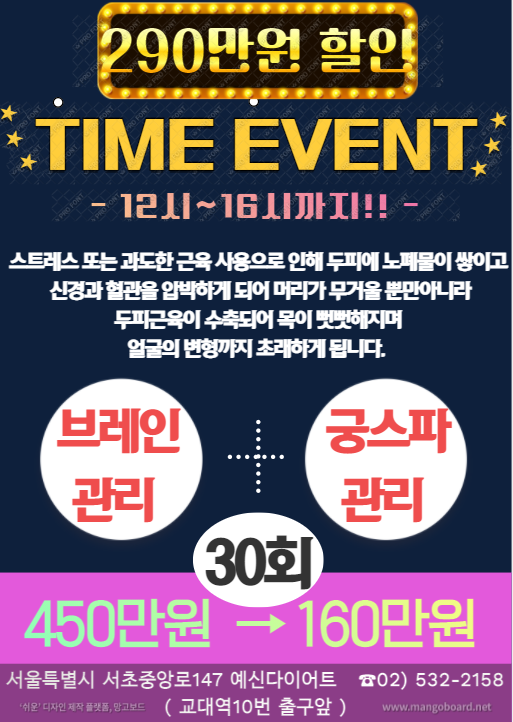 290만원 할인
TIME EVENT
- 12시~16시까지!! -
스트레스 또는 과도한 근육 사용으로 인해 두피에 노폐물이 쌓이고
신경과 혈관을 압박하게 되어 머리가 무거울 뿐만아니라
두피근육이 수축되어 목이 뻣뻣해지며
얼굴의 변형까지 초래하게 됩니다.
브레인
관리
궁스파
관리
30회
450만원 → 160만원
서울특별시 서초중앙로147 예신다이어트 ☎02) 532-2158
'쉬운' 디자인 제작 플랫폼, 망고보드 ( 교대역10번 출구앞 ) www.mangoboard.net